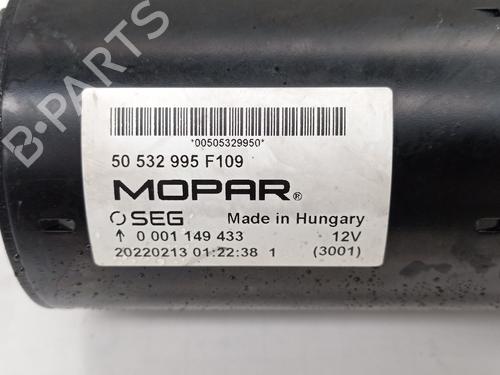 B-PARTS
*00505329950*
50 532 995 F109
MOPAR®
SEG Made in Hungary
↑ 0 001 149 433 12V
20220213 01:22:38 1 (3001)